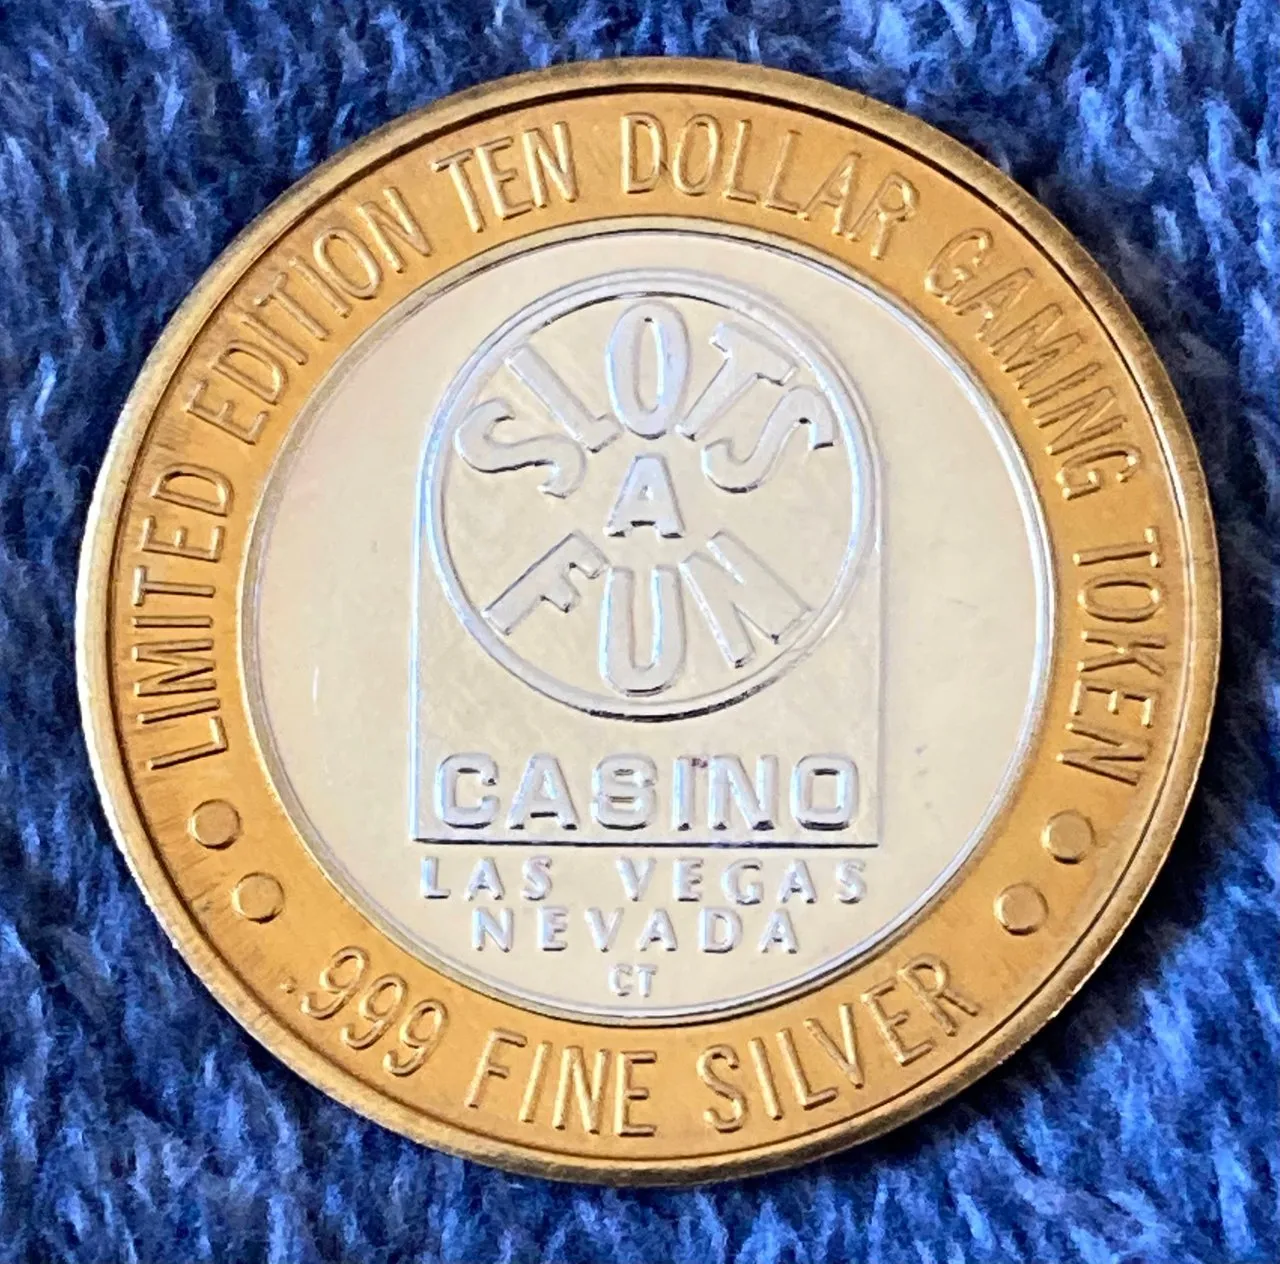 LIMITED EDITION TEN DOLLAR GAMING TOKEN
SLOTS
A
FUN
CASINO
LAS VEGAS
NEVADA
CT
.999 FINE SILVER